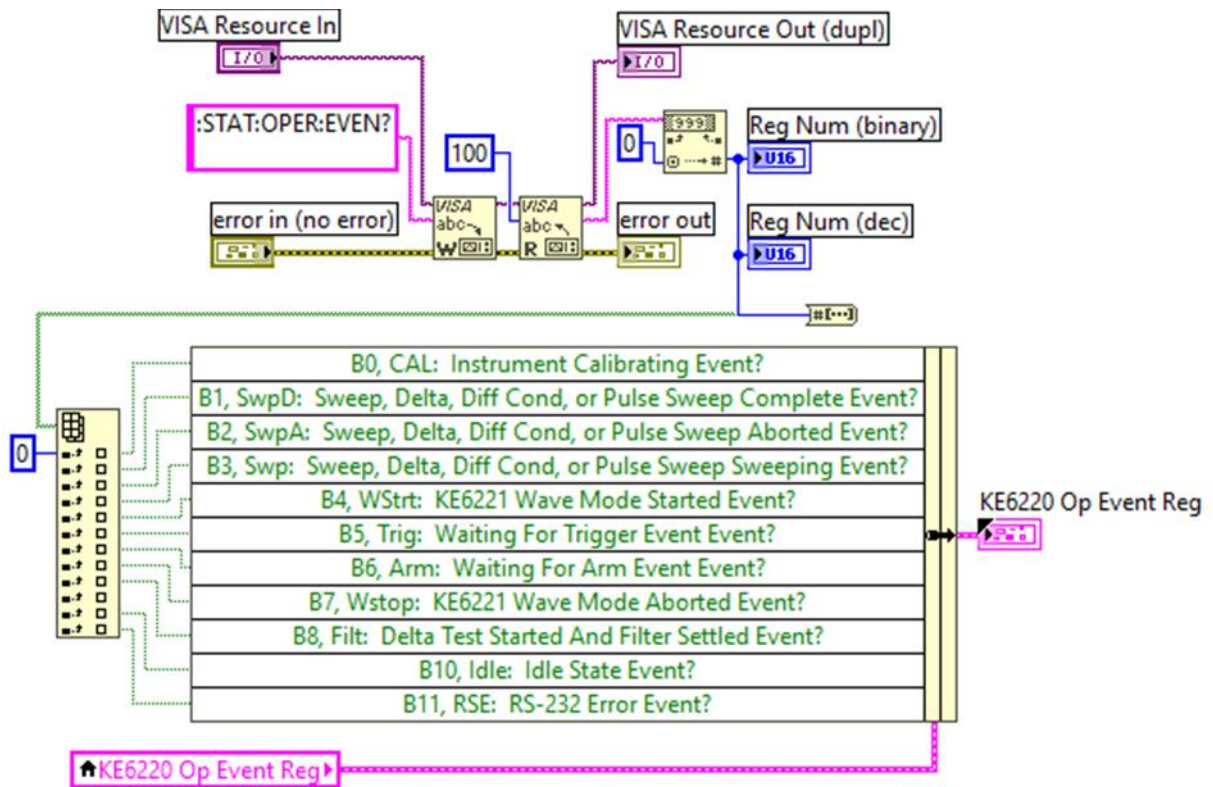 VISA Resource In
I/O
VISA Resource Out (dupl)
I/O
:STAT:OPER:EVEN?
100
0
999
Reg Num (binary)
U16
error in (no error)
VISA
abc
W
VISA
abc
R
error out
Reg Num (dec)
U16
#[...]
B0, CAL: Instrument Calibrating Event?
B1, SwpD: Sweep, Delta, Diff Cond, or Pulse Sweep Complete Event?
B2, SwpA: Sweep, Delta, Diff Cond, or Pulse Sweep Aborted Event?
B3, Swp: Sweep, Delta, Diff Cond, or Pulse Sweep Sweeping Event?
0
B4, WStrt: KE6221 Wave Mode Started Event?
B5, Trig: Waiting For Trigger Event Event?
B6, Arm: Waiting For Arm Event Event?
B7, Wstop: KE6221 Wave Mode Aborted Event?
B8, Filt: Delta Test Started And Filter Settled Event?
B10, Idle: Idle State Event?
B11, RSE: RS-232 Error Event?
KE6220 Op Event Reg
KE6220 Op Event Reg